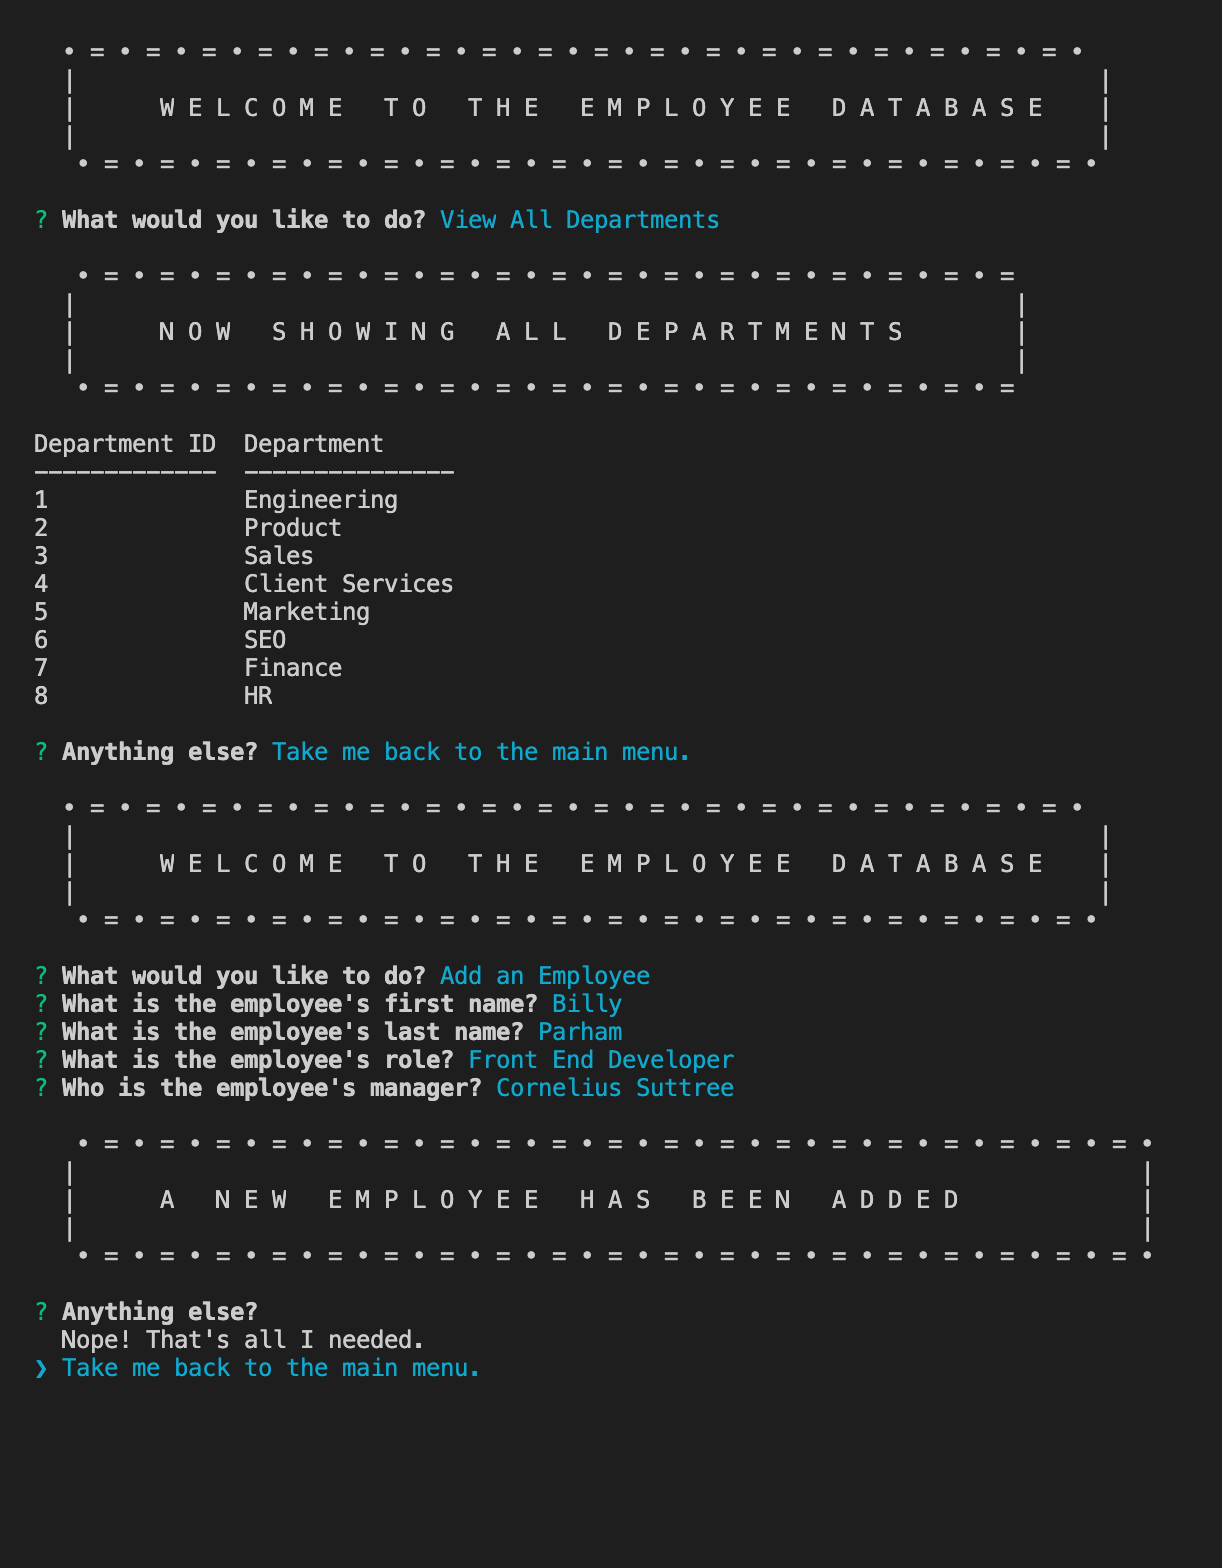 • = • = • = • = • = • = • = • = • = • = • = • = • = • = • = • = • = • = •
|                                                                          |
|      W E L C O M E   T O   T H E   E M P L O Y E E   D A T A B A S E    |
|                                                                          |
• = • = • = • = • = • = • = • = • = • = • = • = • = • = • = • = • = • = •
? What would you like to do? View All Departments
• = • = • = • = • = • = • = • = • = • = • = • = • = • = • = • = • =
|                                                                    |
|      N O W   S H O W I N G   A L L   D E P A R T M E N T S        |
|                                                                    |
• = • = • = • = • = • = • = • = • = • = • = • = • = • = • = • = • =
Department ID  Department
-------------  ---------------
1              Engineering
2              Product
3              Sales
4              Client Services
5              Marketing
6              SEO
7              Finance
8              HR
? Anything else? Take me back to the main menu.
• = • = • = • = • = • = • = • = • = • = • = • = • = • = • = • = • = • = •
|                                                                          |
|      W E L C O M E   T O   T H E   E M P L O Y E E   D A T A B A S E    |
|                                                                          |
• = • = • = • = • = • = • = • = • = • = • = • = • = • = • = • = • = • = •
? What would you like to do? Add an Employee
? What is the employee's first name? Billy
? What is the employee's last name? Parham
? What is the employee's role? Front End Developer
? Who is the employee's manager? Cornelius Suttree
• = • = • = • = • = • = • = • = • = • = • = • = • = • = • = • = • = • = • = •
|                                                                             |
|      A   N E W   E M P L O Y E E   H A S   B E E N   A D D E D             |
|                                                                             |
• = • = • = • = • = • = • = • = • = • = • = • = • = • = • = • = • = • = • = •
? Anything else?
Nope! That's all I needed.
❯ Take me back to the main menu.